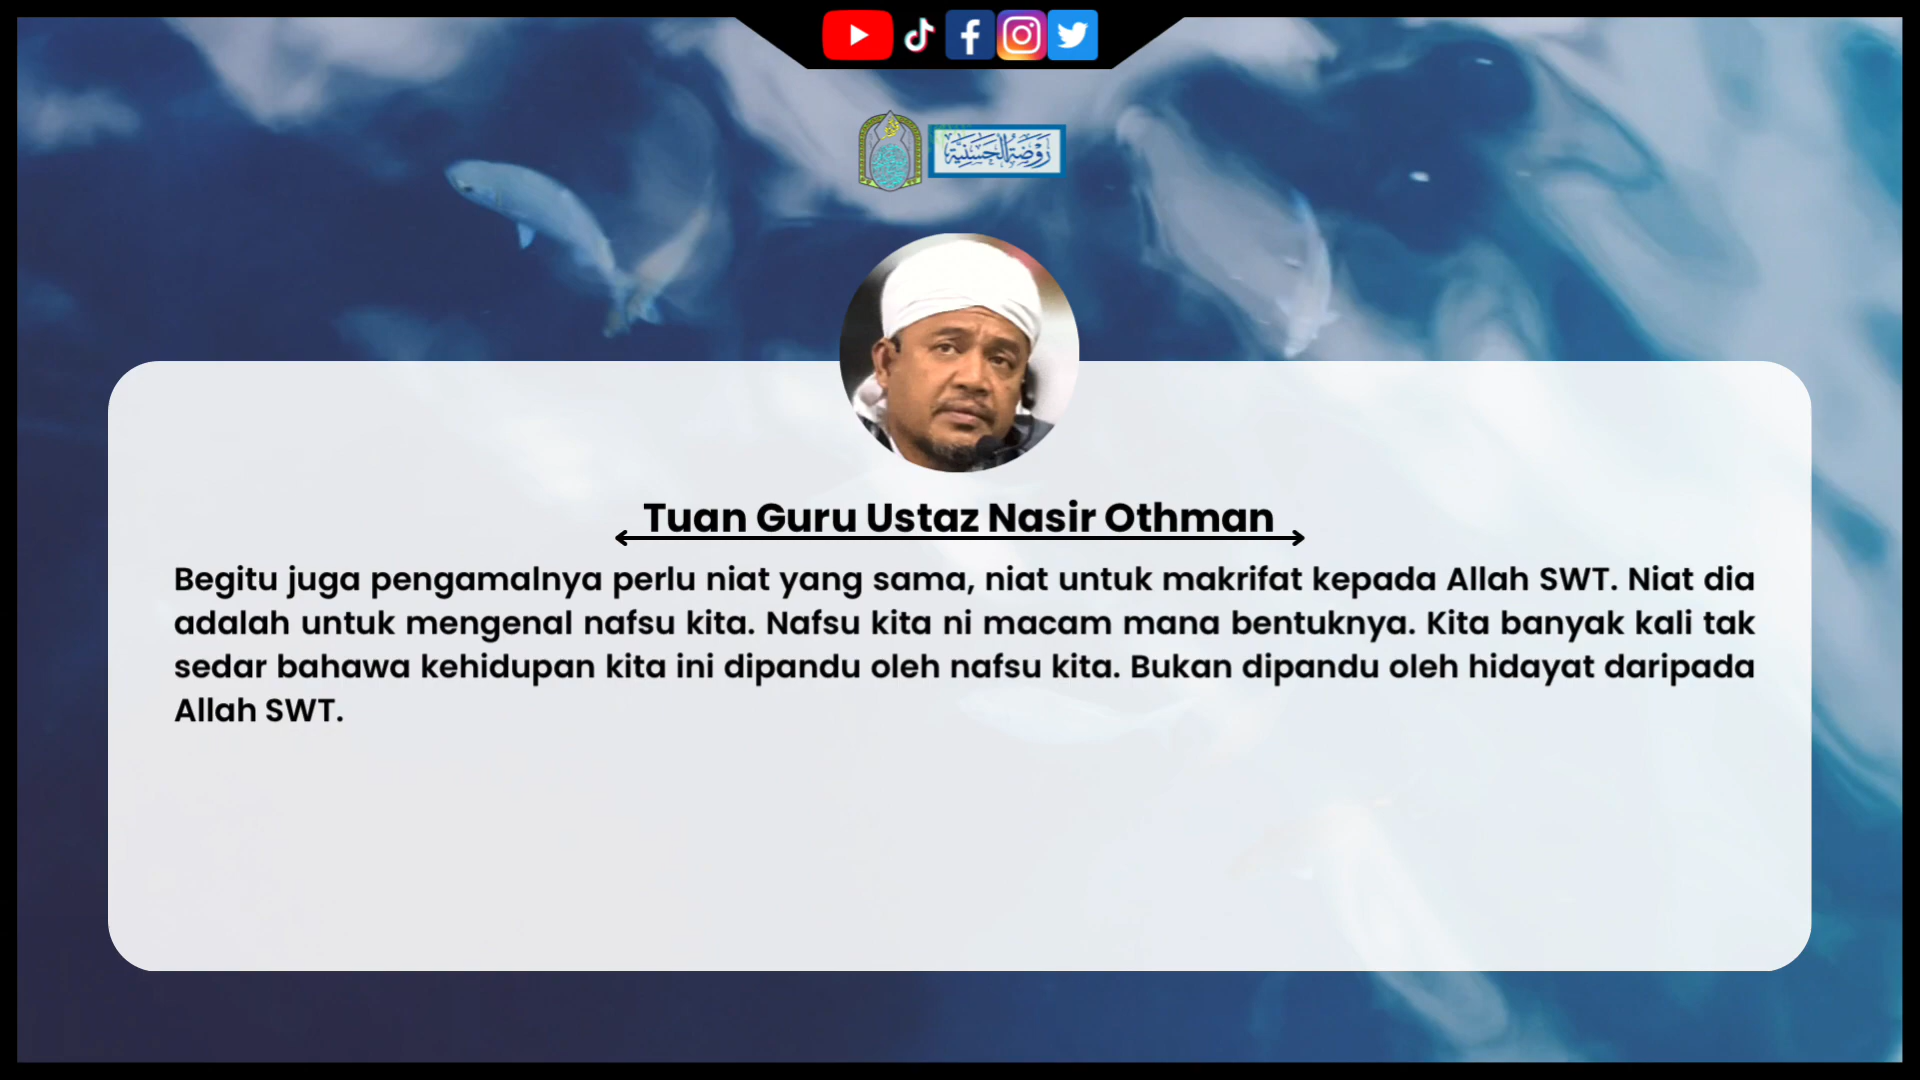 روضة الحسنية
Tuan Guru Ustaz Nasir Othman
Begitu juga pengamalnya perlu niat yang sama, niat untuk makrifat kepada Allah SWT. Niat dia
adalah untuk mengenal nafsu kita. Nafsu kita ni macam mana bentuknya. Kita banyak kali tak
sedar bahawa kehidupan kita ini dipandu oleh nafsu kita. Bukan dipandu oleh hidayat daripada
Allah SWT.